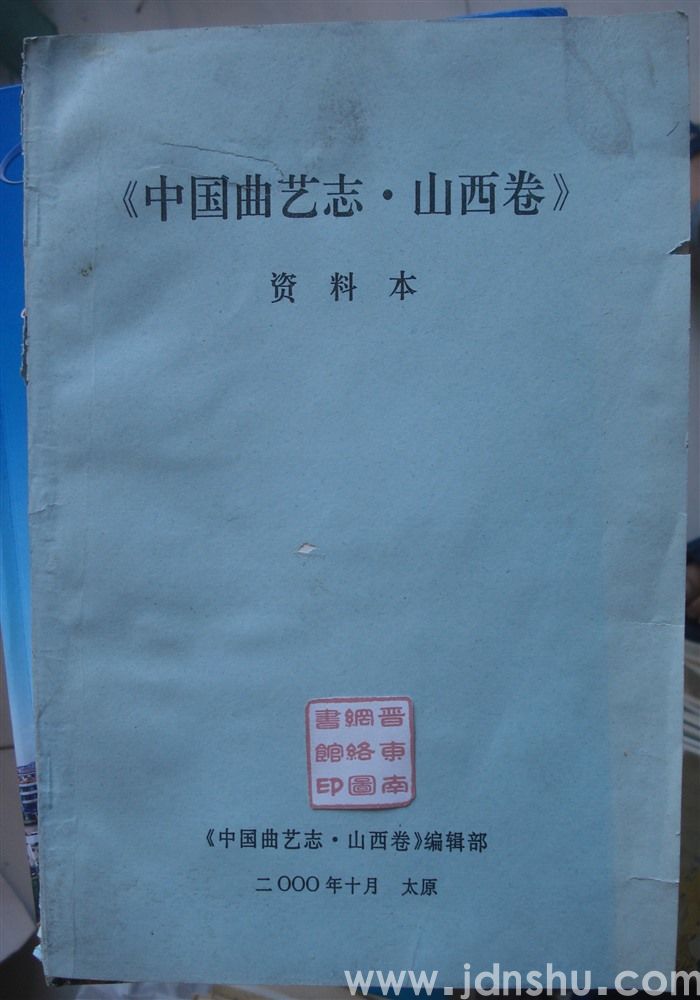 《中国曲艺志·山西卷》
资料本
晋東南
網絡圖
書館印
《中国曲艺志·山西卷》编辑部
二000年十月 太原
www.jdnshu.com